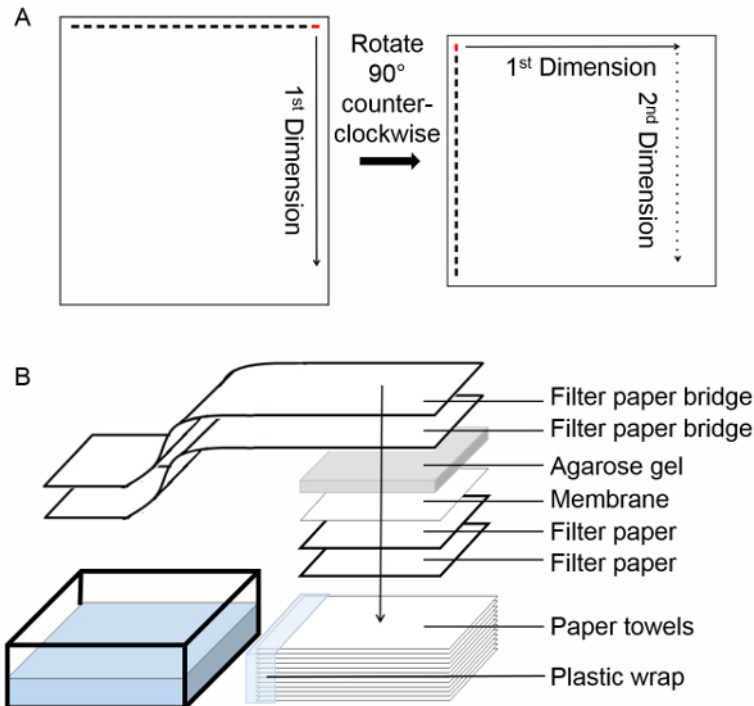 A
1st Dimension
Rotate
90°
counter-
clockwise
1st Dimension
2nd Dimension
B
Filter paper bridge
Filter paper bridge
Agarose gel
Membrane
Filter paper
Filter paper
Paper towels
Plastic wrap